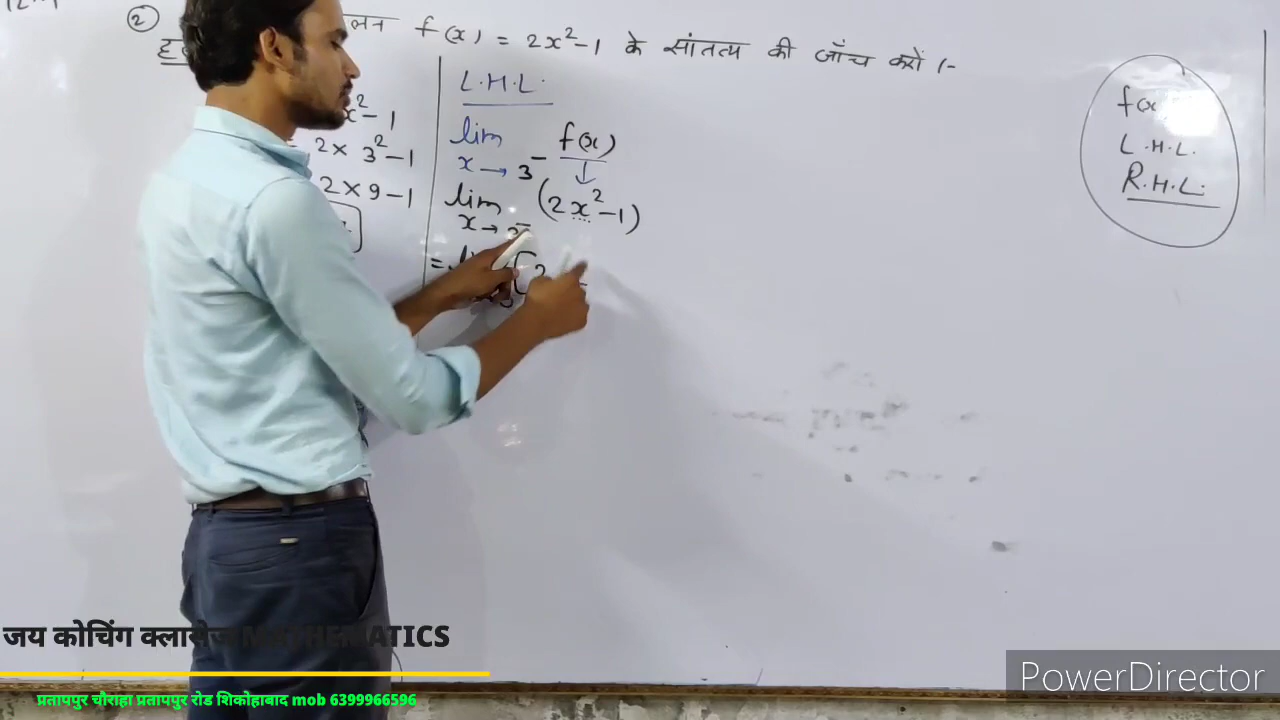 ② लन f(x) = 2x²-1 के सांतत्य की जाँच करों।-
x²-1
2× 3²-1
2×9-1
L.H.L.
lim f(x)
x→3⁻
lim (2x²-1)
x→
=
f(x
L.H.L.
R.H.L.
जय कोचिंग क्लासेज MATHEMATICS
प्रतापपुर चौराहा प्रतापपुर रोड शिकोहाबाद mob 6399966596
PowerDirector